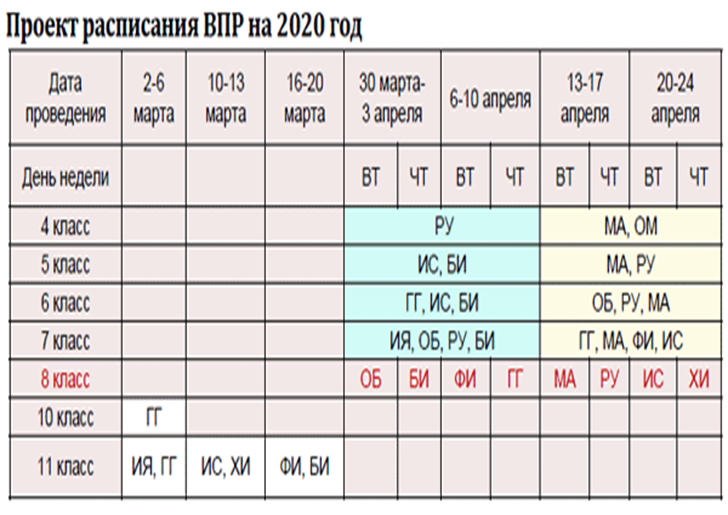 Проект расписания ВПР на 2020 год
Дата проведения 2-6 марта 10-13 марта 16-20 марта 30 марта- 3 апреля 6-10 апреля 13-17 апреля 20-24 апреля
День недели ВТ ЧТ ВТ ЧТ ВТ ЧТ ВТ ЧТ
4 класс РУ МА, ОМ
5 класс ИС, БИ МА, РУ
6 класс ГГ, ИС, БИ ОБ, РУ, МА
7 класс ИЯ, ОБ, РУ, БИ ГГ, МА, ФИ, ИС
8 класс ОБ БИ ФИ ГГ МА РУ ИС ХИ
10 класс ГГ
11 класс ИЯ, ГГ ИС, ХИ ФИ, БИ